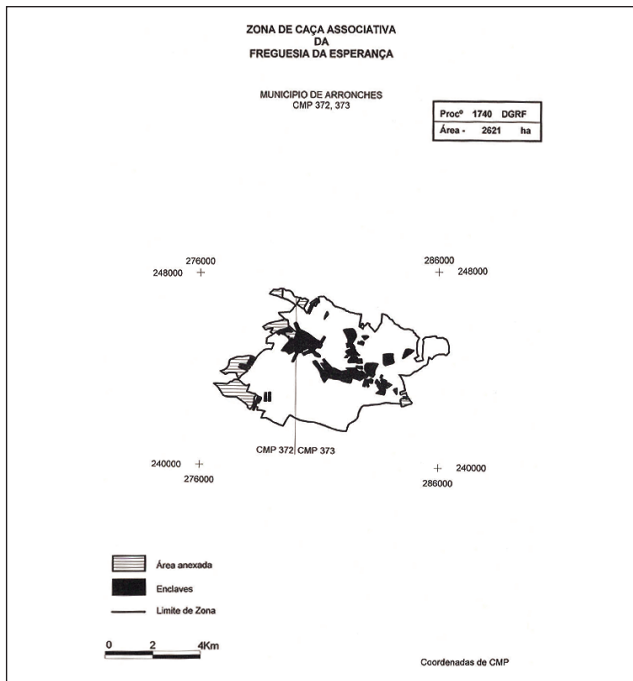 ZONA DE CAÇA ASSOCIATIVA
DA
FREGUESIA DA ESPERANÇA
MUNICIPIO DE ARRONCHES
CMP 372, 373
Procº 1740 DGRF
Área - 2621 ha
276000
248000
286000
248000
CMP 372 CMP 373
240000
276000
240000
286000
Área anexada
Enclaves
Limite de Zona
0 2 4Km
Coordenadas de CMP